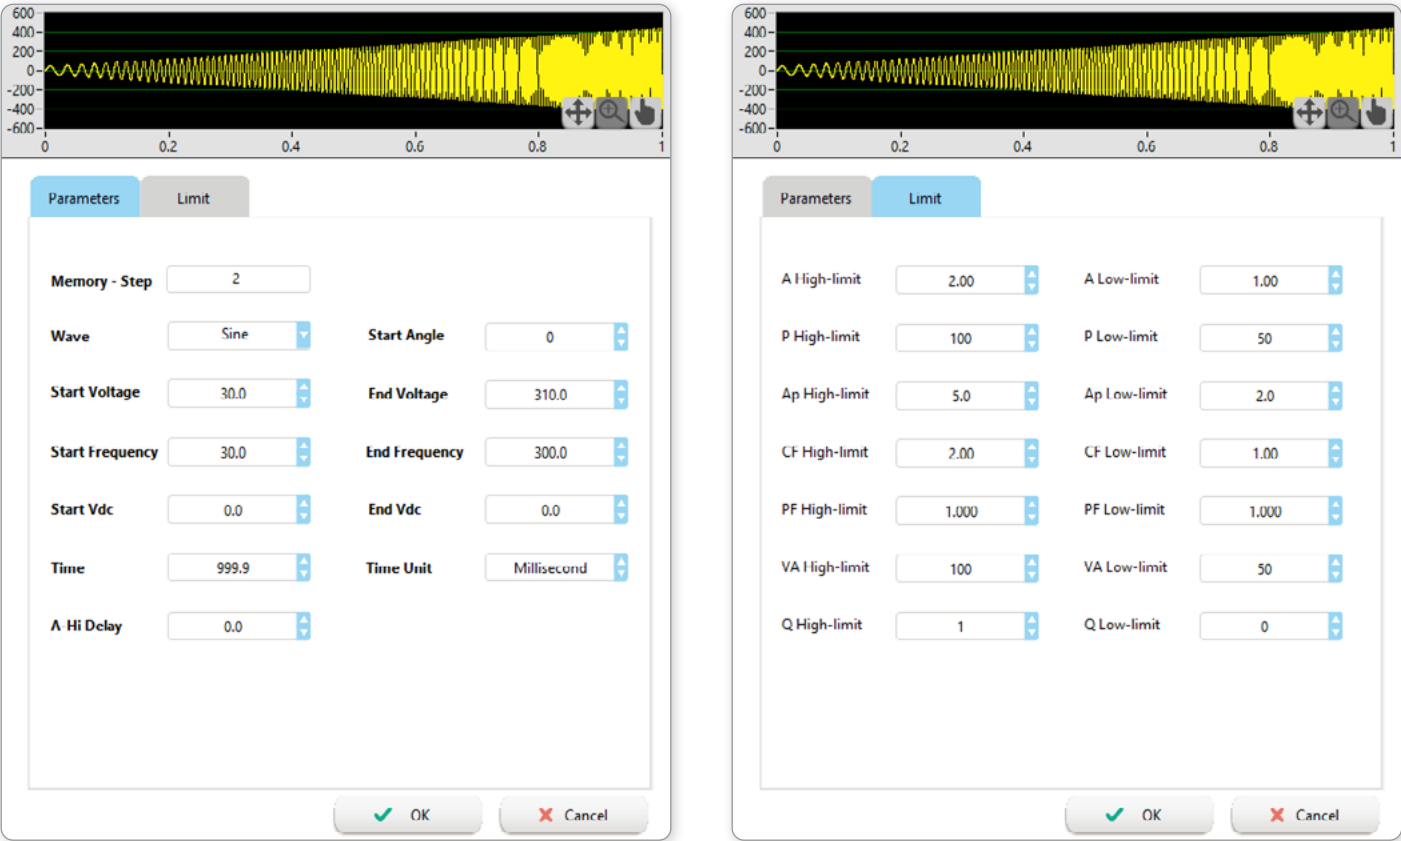 600
400
200
0
-200
-400
-600
0 0.2 0.4 0.6 0.8 1
Parameters Limit
Memory - Step 2
Wave Sine Start Angle 0
Start Voltage 30.0 End Voltage 310.0
Start Frequency 30.0 End Frequency 300.0
Start Vdc 0.0 End Vdc 0.0
Time 999.9 Time Unit Millisecond
A-Hi Delay 0.0
OK Cancel
600
400
200
0
-200
-400
-600
0 0.2 0.4 0.6 0.8 1
Parameters Limit
A High-limit 2.00 A Low-limit 1.00
P High-limit 100 P Low-limit 50
Ap High-limit 5.0 Ap Low-limit 2.0
CF High-limit 2.00 CF Low-limit 1.00
PF High-limit 1.000 PF Low-limit 1.000
VA High-limit 100 VA Low-limit 50
Q High-limit 1 Q Low-limit 0
OK Cancel